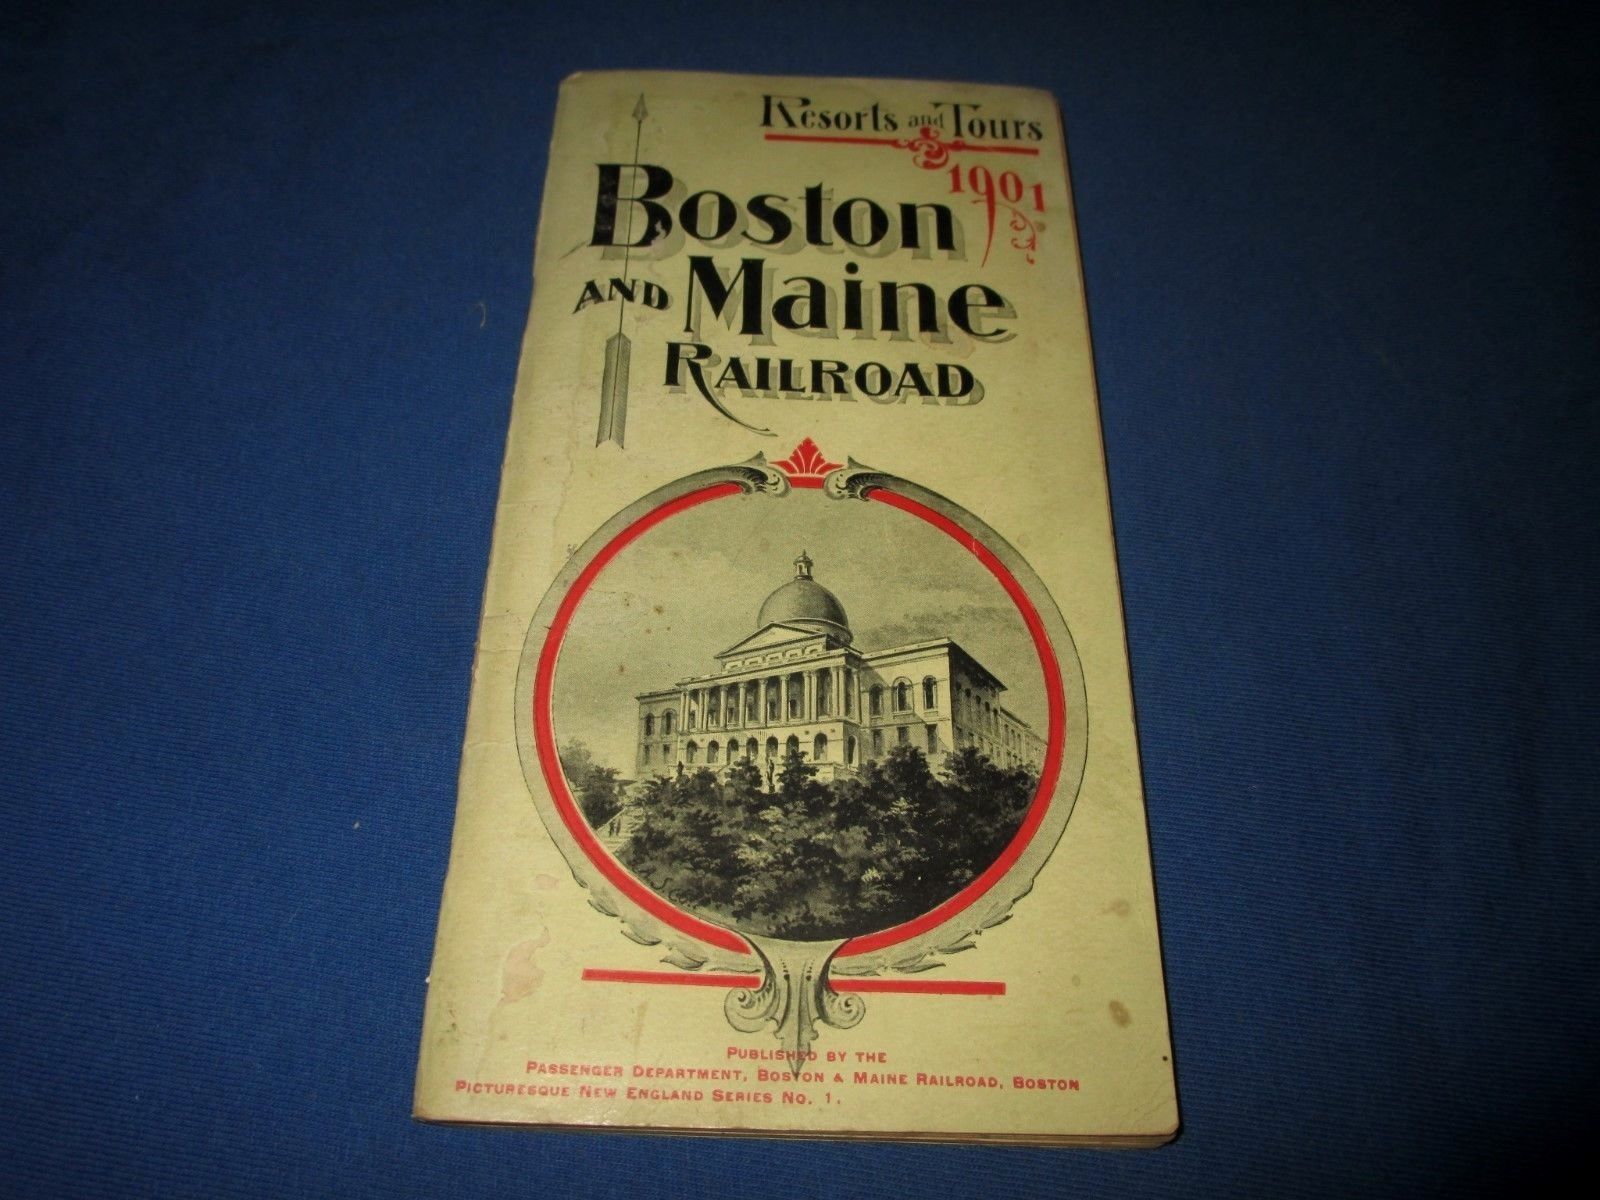 Resorts and Tours
1901
Boston
AND Maine
RAILROAD
PUBLISHED BY THE
PASSENGER DEPARTMENT, BOSTON & MAINE RAILROAD, BOSTON
PICTURESQUE NEW ENGLAND SERIES No. 1.